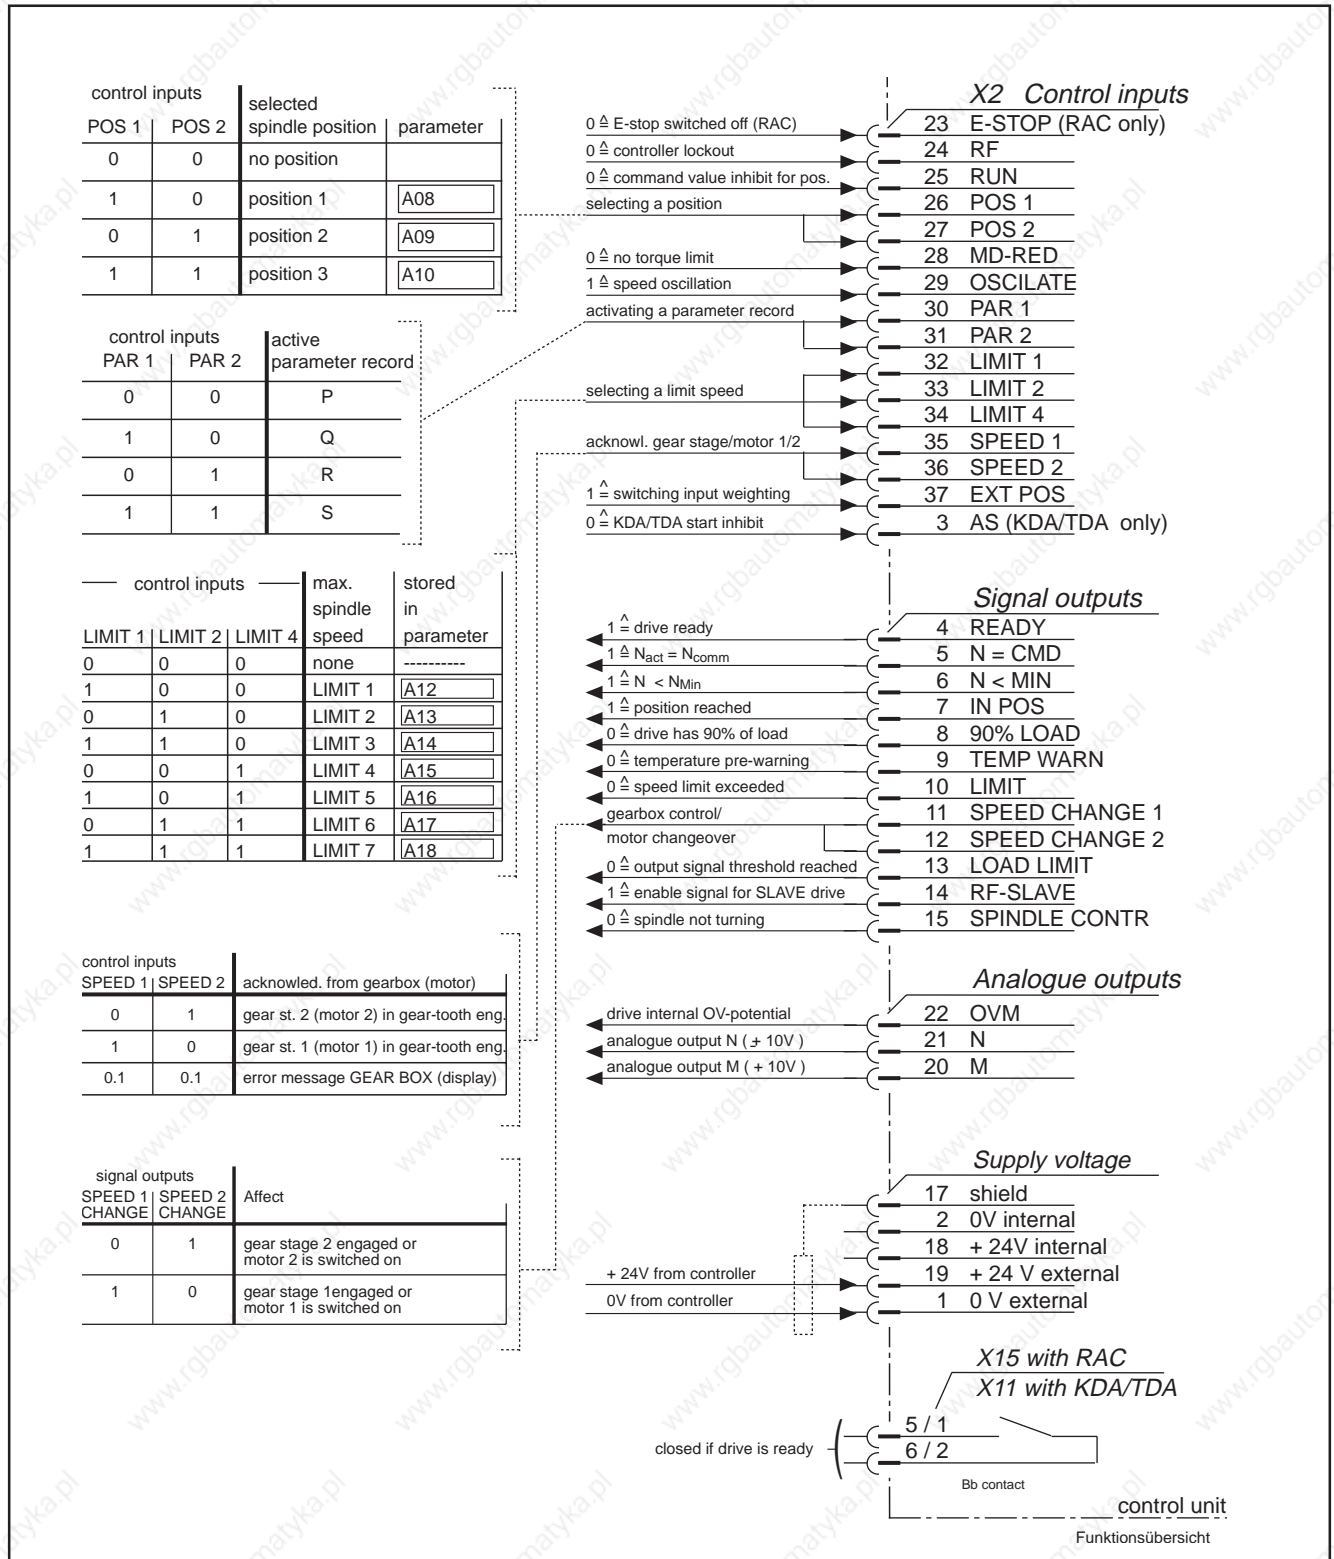 control inputs
POS 1 POS 2 selected spindle position parameter
0 0 no position
1 0 position 1 A08
0 1 position 2 A09
1 1 position 3 A10
control inputs
PAR 1 PAR 2 active parameter record
0 0 P
1 0 Q
0 1 R
1 1 S
control inputs max. spindle speed stored in parameter
LIMIT 1 LIMIT 2 LIMIT 4
0 0 0 none ----------
1 0 0 LIMIT 1 A12
0 1 0 LIMIT 2 A13
1 1 0 LIMIT 3 A14
0 0 1 LIMIT 4 A15
1 0 1 LIMIT 5 A16
0 1 1 LIMIT 6 A17
1 1 1 LIMIT 7 A18
control inputs
SPEED 1 SPEED 2 acknowled. from gearbox (motor)
0 1 gear st. 2 (motor 2) in gear-tooth eng.
1 0 gear st. 1 (motor 1) in gear-tooth eng.
0.1 0.1 error message GEAR BOX (display)
signal outputs
SPEED 1 CHANGE SPEED 2 CHANGE Affect
0 1 gear stage 2 engaged or
motor 2 is switched on
1 0 gear stage 1engaged or
motor 1 is switched on
X2 Control inputs
0 ≙ E-stop switched off (RAC) 23 E-STOP (RAC only)
0 ≙ controller lockout 24 RF
0 ≙ command value inhibit for pos. 25 RUN
selecting a position 26 POS 1
27 POS 2
0 ≙ no torque limit 28 MD-RED
1 ≙ speed oscillation 29 OSCILATE
activating a parameter record 30 PAR 1
31 PAR 2
32 LIMIT 1
selecting a limit speed 33 LIMIT 2
34 LIMIT 4
acknowl. gear stage/motor 1/2 35 SPEED 1
36 SPEED 2
1 ≙ switching input weighting 37 EXT POS
0 ≙ KDA/TDA start inhibit 3 AS (KDA/TDA only)
Signal outputs
1 ≙ drive ready 4 READY
1 ≙ Nact = Ncomm 5 N = CMD
1 ≙ N < NMin 6 N < MIN
1 ≙ position reached 7 IN POS
0 ≙ drive has 90% of load 8 90% LOAD
0 ≙ temperature pre-warning 9 TEMP WARN
0 ≙ speed limit exceeded 10 LIMIT
gearbox control/ 11 SPEED CHANGE 1
motor changeover 12 SPEED CHANGE 2
0 ≙ output signal threshold reached 13 LOAD LIMIT
1 ≙ enable signal for SLAVE drive 14 RF-SLAVE
0 ≙ spindle not turning 15 SPINDLE CONTR
Analogue outputs
drive internal OV-potential 22 OVM
analogue output N ( ± 10V ) 21 N
analogue output M ( + 10V ) 20 M
Supply voltage
17 shield
2 0V internal
18 + 24V internal
+ 24V from controller 19 + 24 V external
0V from controller 1 0 V external
X15 with RAC
X11 with KDA/TDA
5 / 1
closed if drive is ready 6 / 2
Bb contact
control unit
Funktionsübersicht
www.rgbautomatyka.pl